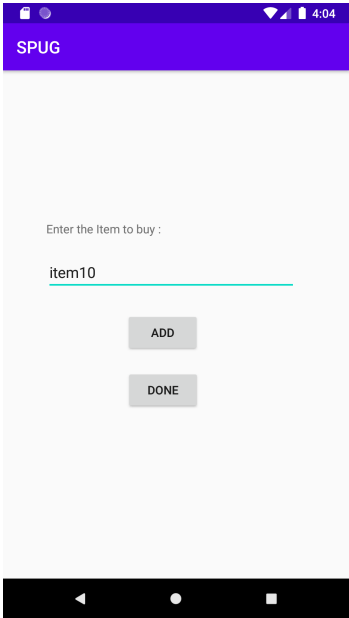 4:04
SPUG
Enter the Item to buy :
item10
ADD
DONE